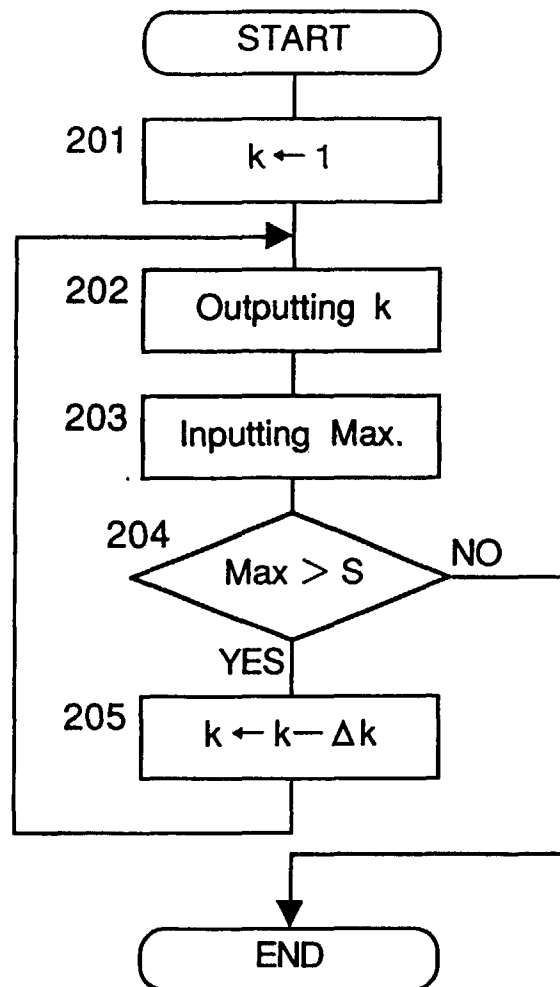 START
201
k ← 1
202
Outputting k
203
Inputting Max.
204
Max > S
NO
YES
205
k ← k — Δk
END